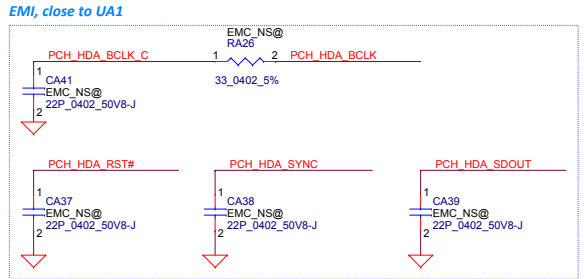 EMI, close to UA1
EMC_NS@
RA26
PCH_HDA_BCLK_C
1
2
PCH_HDA_BCLK
33_0402_5%
1
CA41
EMC_NS@
22P_0402_50V8-J
2
PCH_HDA_RST#
PCH_HDA_SYNC
PCH_HDA_SDOUT
1
CA37
EMC_NS@
22P_0402_50V8-J
2
1
CA38
EMC_NS@
22P_0402_50V8-J
2
1
CA39
EMC_NS@
22P_0402_50V8-J
2